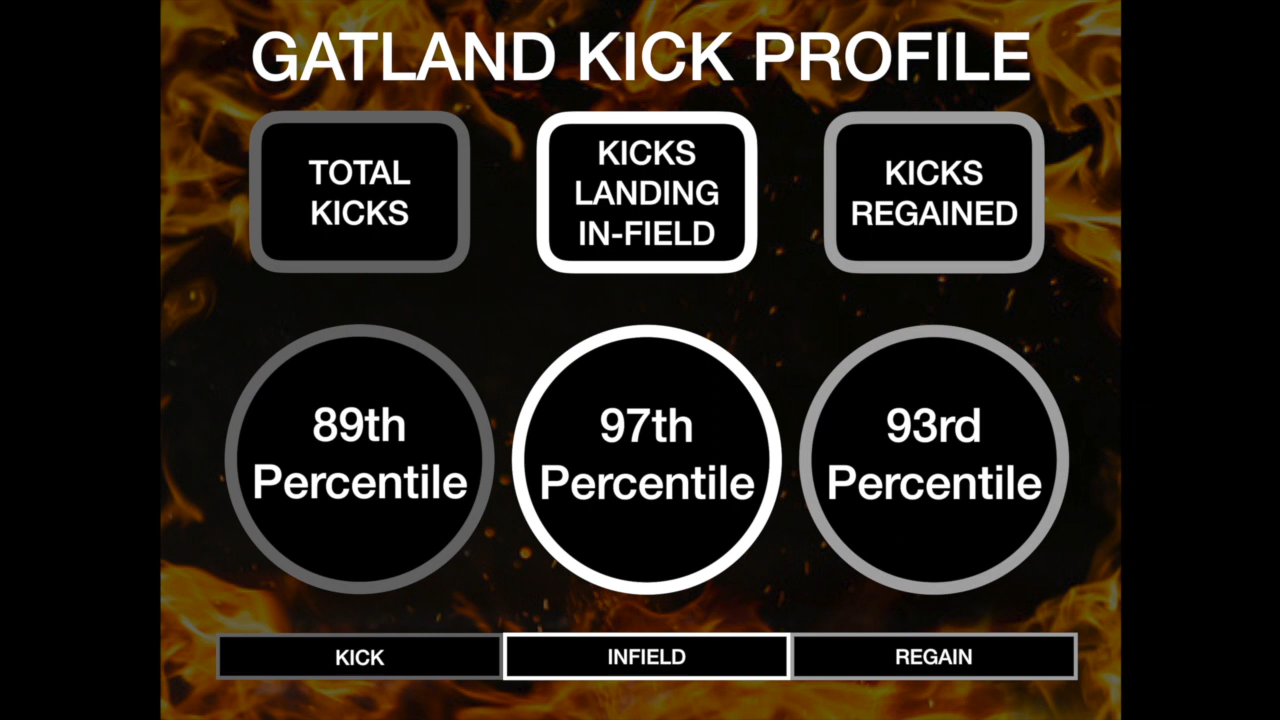 GATLAND KICK PROFILE
TOTAL
KICKS
KICKS
LANDING
IN-FIELD
KICKS
REGAINED
89th
Percentile
97th
Percentile
93rd
Percentile
KICK
INFIELD
REGAIN